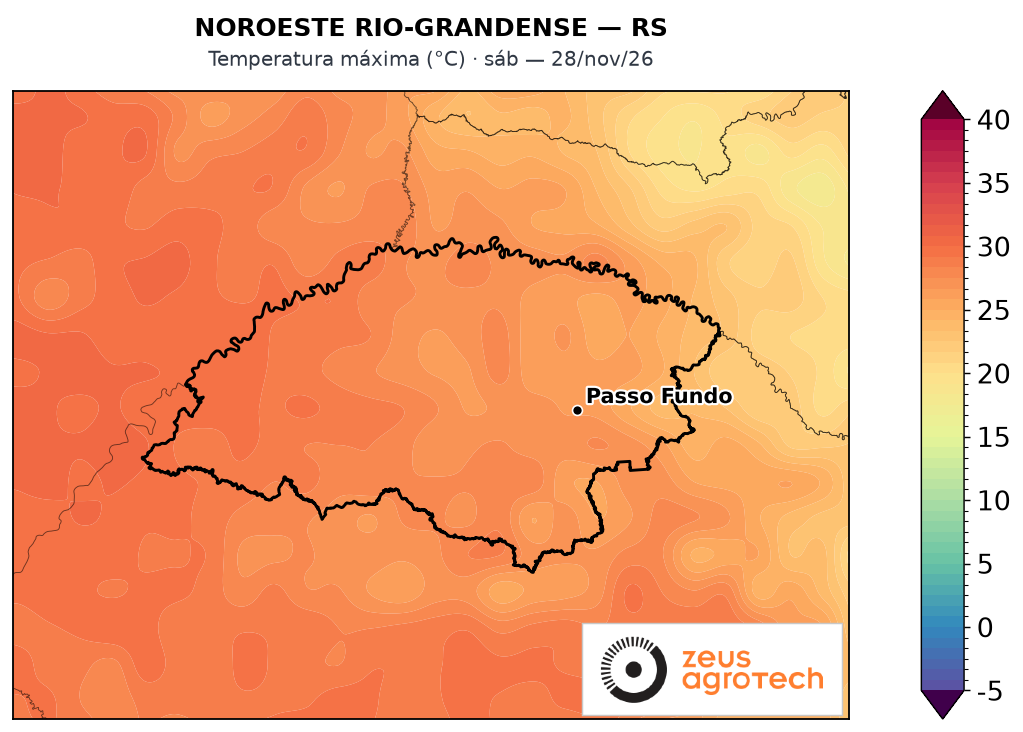 NOROESTE RIO-GRANDENSE — RS
Temperatura máxima (°C) · sáb — 28/nov/26
Passo Fundo
40
35
30
25
20
15
10
5
0
-5
zeus
agrotech